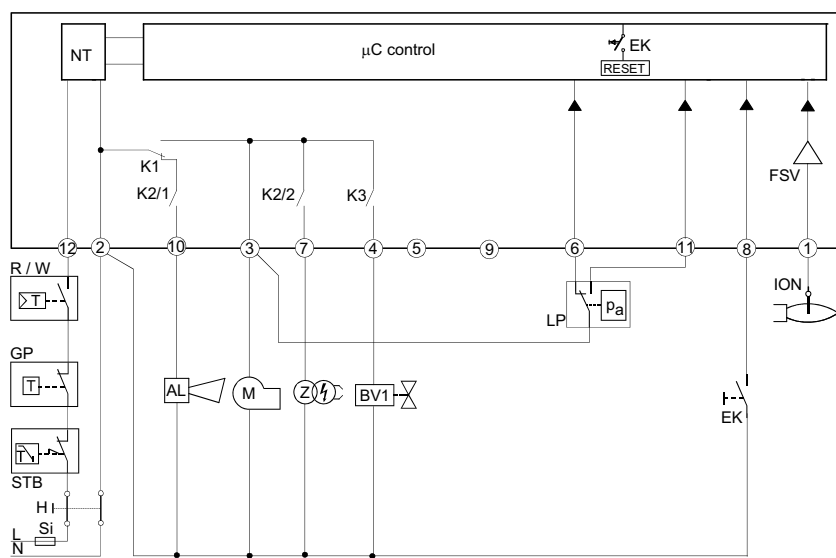 NT
μC control
EK
RESET
K1
K2/1
K2/2
K3
FSV
12
2
10
3
7
4
5
9
6
11
8
1
R / W
T
ION
LP
pa
GP
T
AL
M
Z
BV1
EK
T
STB
H
L
Si
N